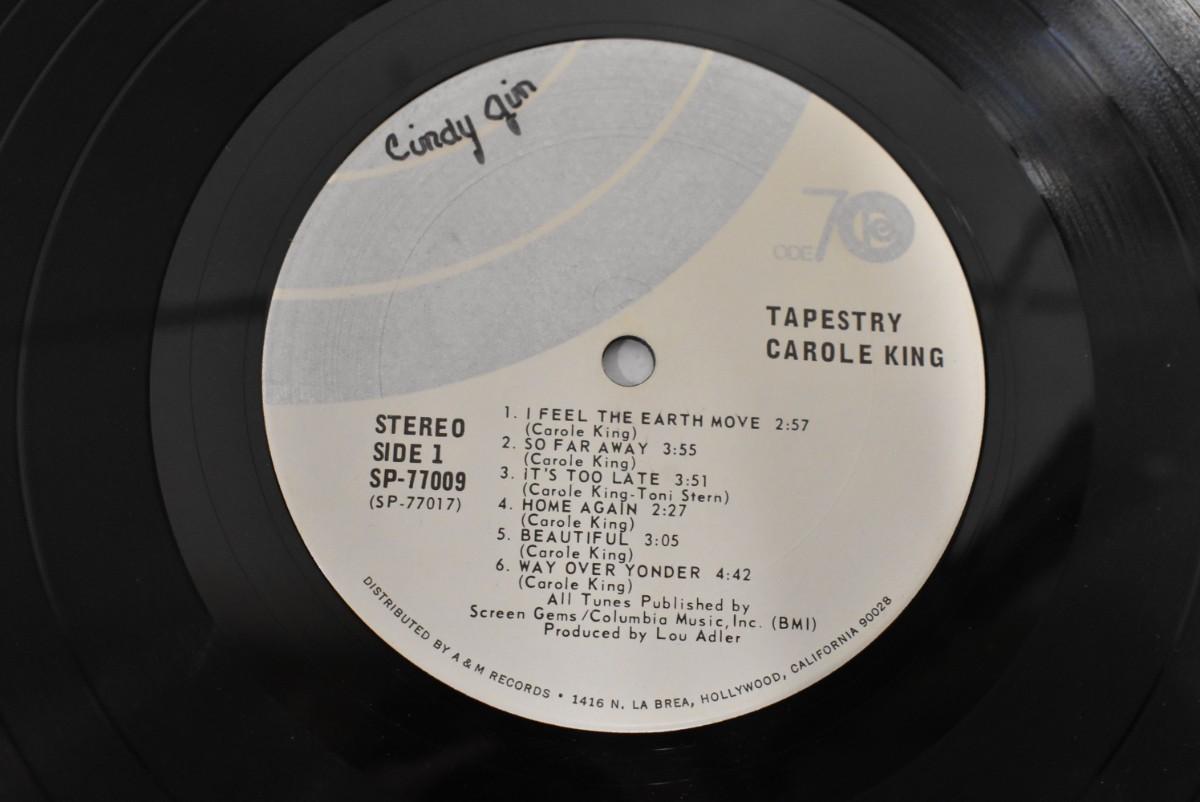 Cindy Jin
ODE 70
TAPESTRY
CAROLE KING
STEREO
SIDE 1
SP-77009
(SP-77017)
1. I FEEL THE EARTH MOVE 2:57
(Carole King)
2. SO FAR AWAY 3:55
(Carole King)
3. IT'S TOO LATE 3:51
(Carole King-Toni Stern)
4. HOME AGAIN 2:27
(Carole King)
5. BEAUTIFUL 3:05
(Carole King)
6. WAY OVER YONDER 4:42
(Carole King)
All Tunes Published by
Screen Gems/Columbia Music, Inc. (BMI)
Produced by Lou Adler
DISTRIBUTED BY A & M RECORDS • 1416 N. LA BREA, HOLLYWOOD, CALIFORNIA 90028